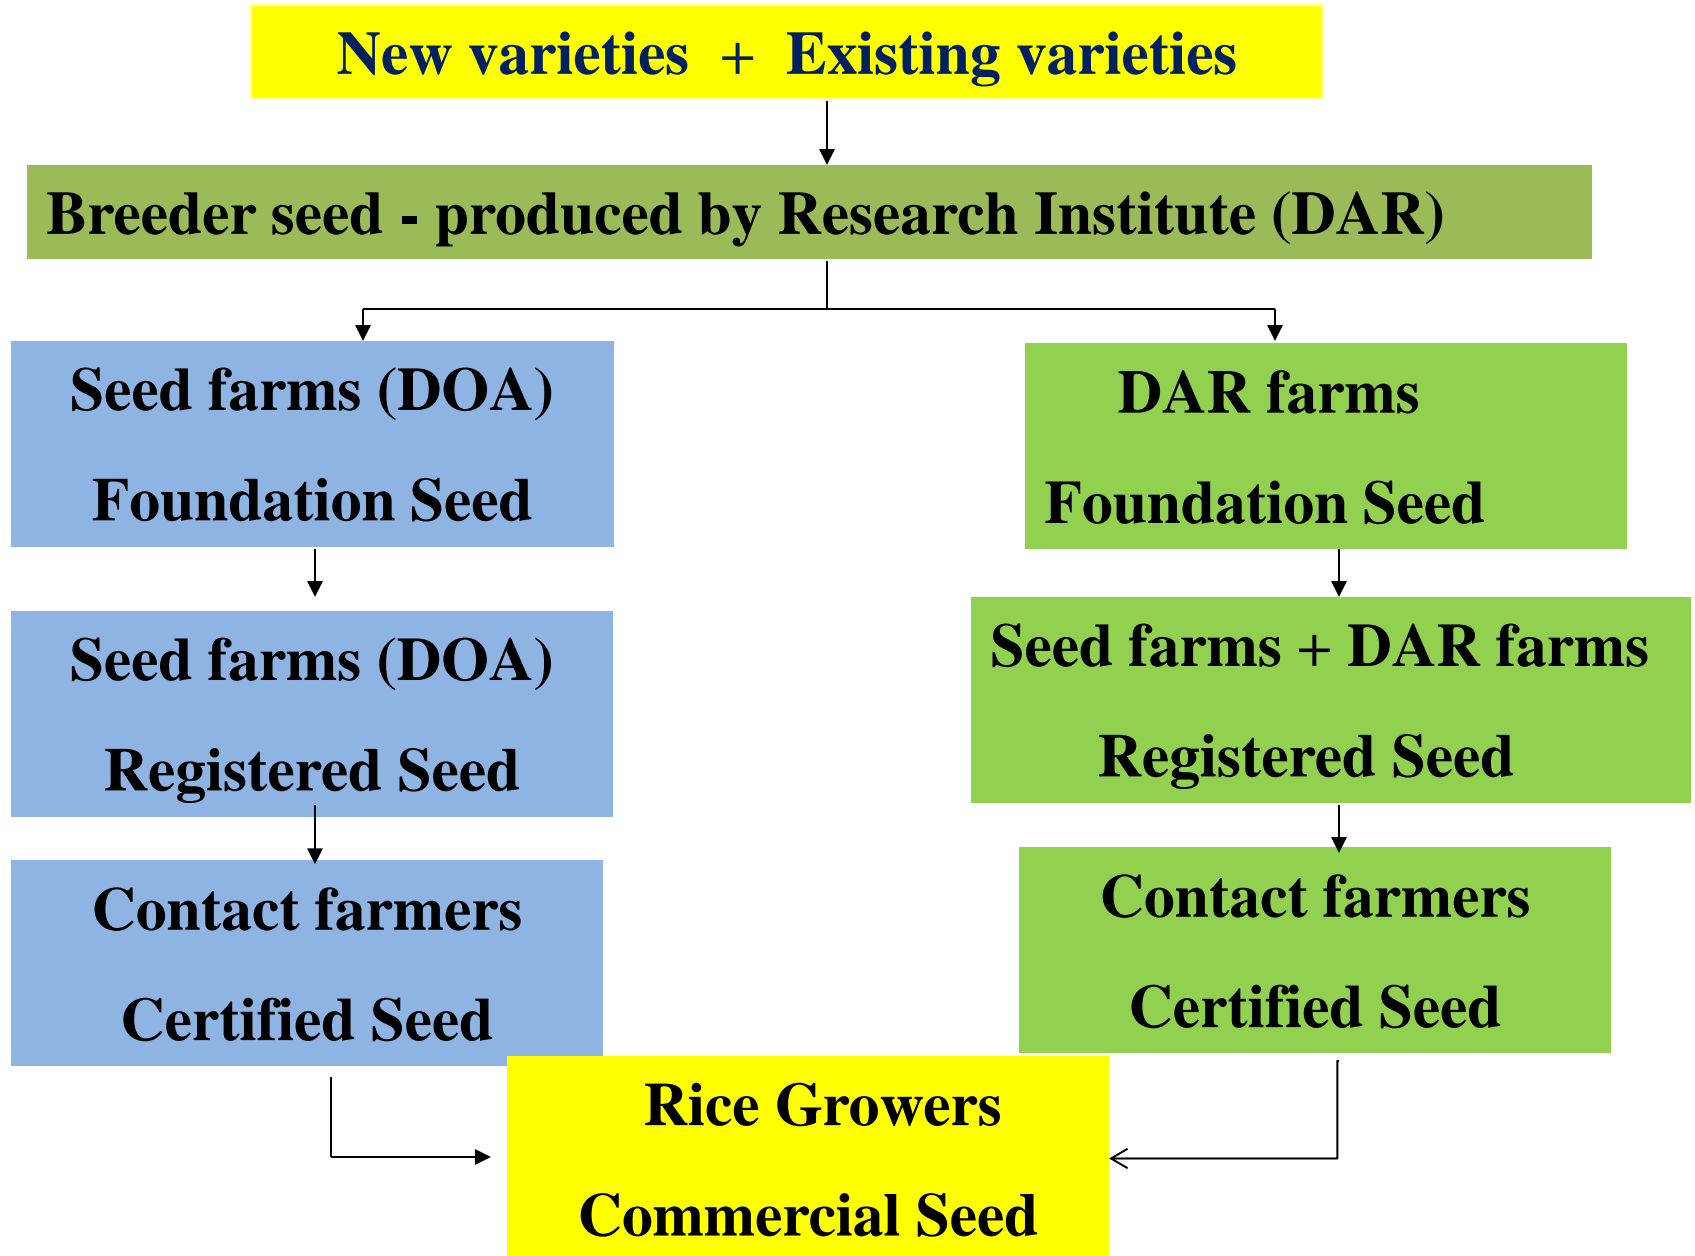 New varieties + Existing varieties
Breeder seed - produced by Research Institute (DAR)
Seed farms (DOA)
Foundation Seed
DAR farms
Foundation Seed
Seed farms (DOA)
Registered Seed
Seed farms + DAR farms
Registered Seed
Contact farmers
Certified Seed
Contact farmers
Certified Seed
Rice Growers
Commercial Seed